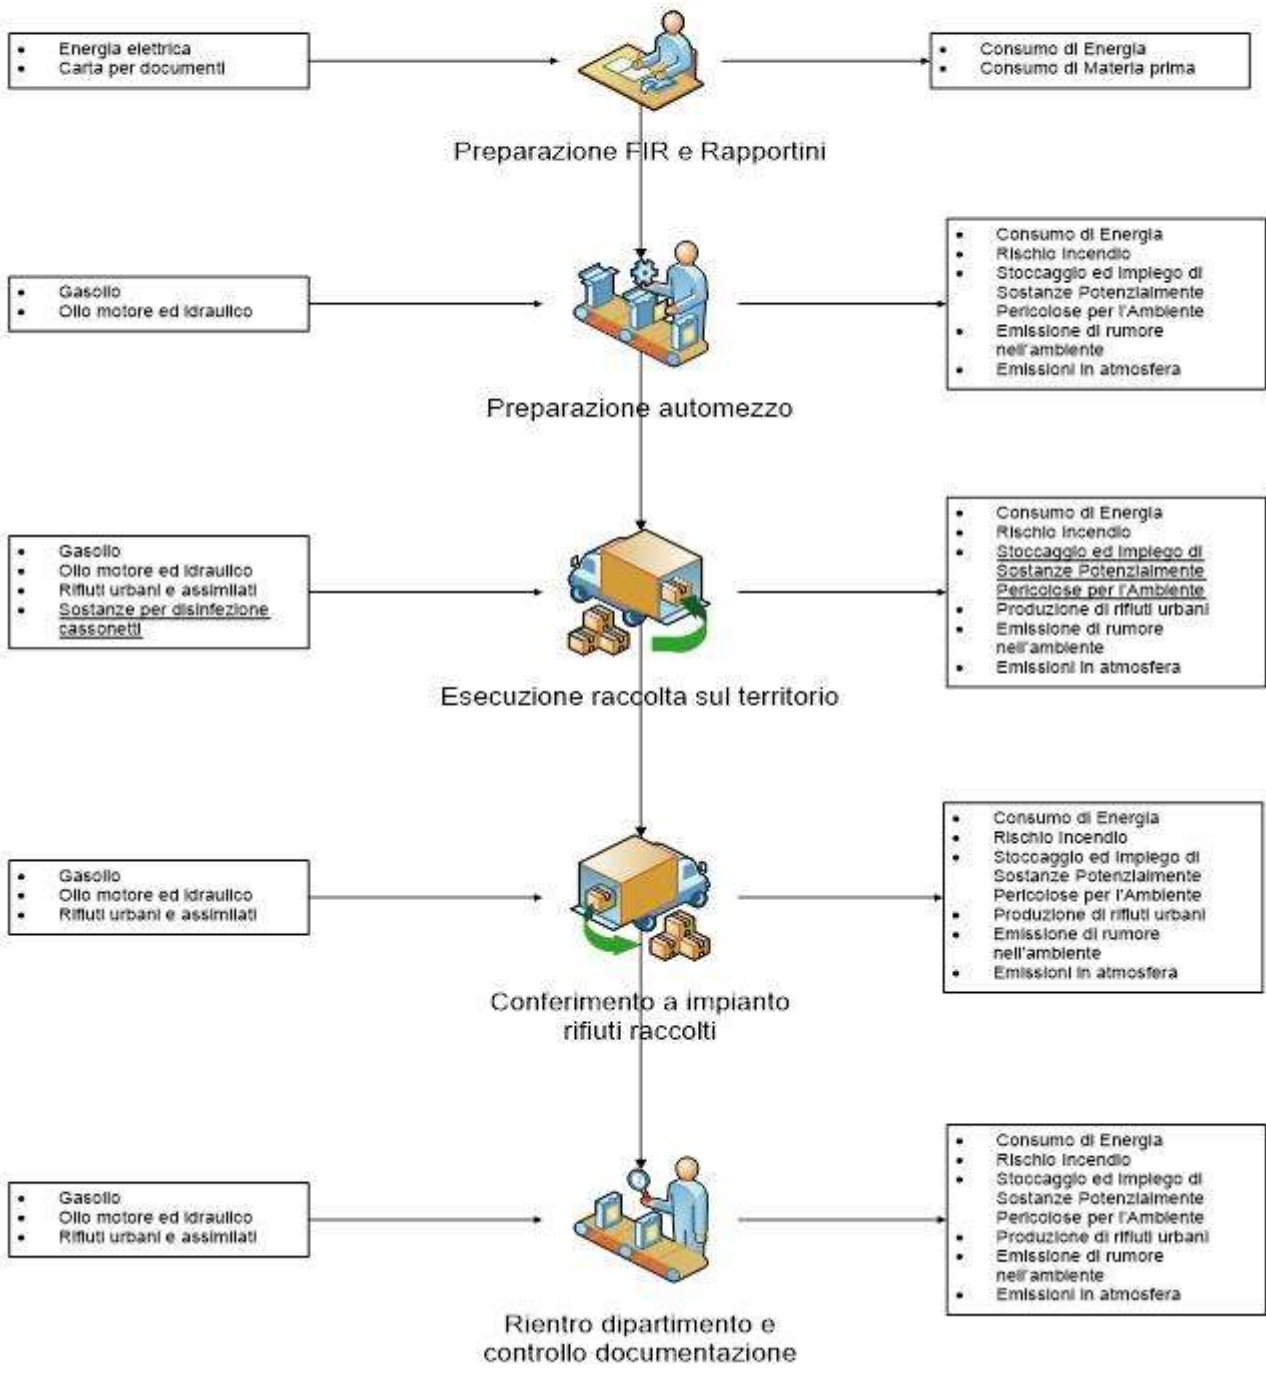 • Energia elettrica
• Carta per documenti
• Consumo di Energia
• Consumo di Materia prima
Preparazione FIR e Rapportini
• Gasolio
• Olio motore ed idraulico
• Consumo di Energia
• Rischio Incendio
• Stoccaggio ed Impiego di
Sostanze Potenzialmente
Pericolose per l'Ambiente
• Emissione di rumore
nell'ambiente
• Emissioni in atmosfera
Preparazione automezzo
• Gasolio
• Olio motore ed idraulico
• Rifiuti urbani e assimilati
• Sostanze per disinfezione
cassonetti
• Consumo di Energia
• Rischio Incendio
• Stoccaggio ed Impiego di
Sostanze Potenzialmente
Pericolose per l'Ambiente
• Produzione di rifiuti urbani
• Emissione di rumore
nell'ambiente
• Emissioni in atmosfera
Esecuzione raccolta sul territorio
• Gasolio
• Olio motore ed idraulico
• Rifiuti urbani e assimilati
• Consumo di Energia
• Rischio Incendio
• Stoccaggio ed Impiego di
Sostanze Potenzialmente
Pericolose per l'Ambiente
• Produzione di rifiuti urbani
• Emissione di rumore
nell'ambiente
• Emissioni in atmosfera
Conferimento a impianto
rifiuti raccolti
• Gasolio
• Olio motore ed idraulico
• Rifiuti urbani e assimilati
• Consumo di Energia
• Rischio Incendio
• Stoccaggio ed Impiego di
Sostanze Potenzialmente
Pericolose per l'Ambiente
• Produzione di rifiuti urbani
• Emissione di rumore
nell'ambiente
• Emissioni in atmosfera
Rientro dipartimento e
controllo documentazione